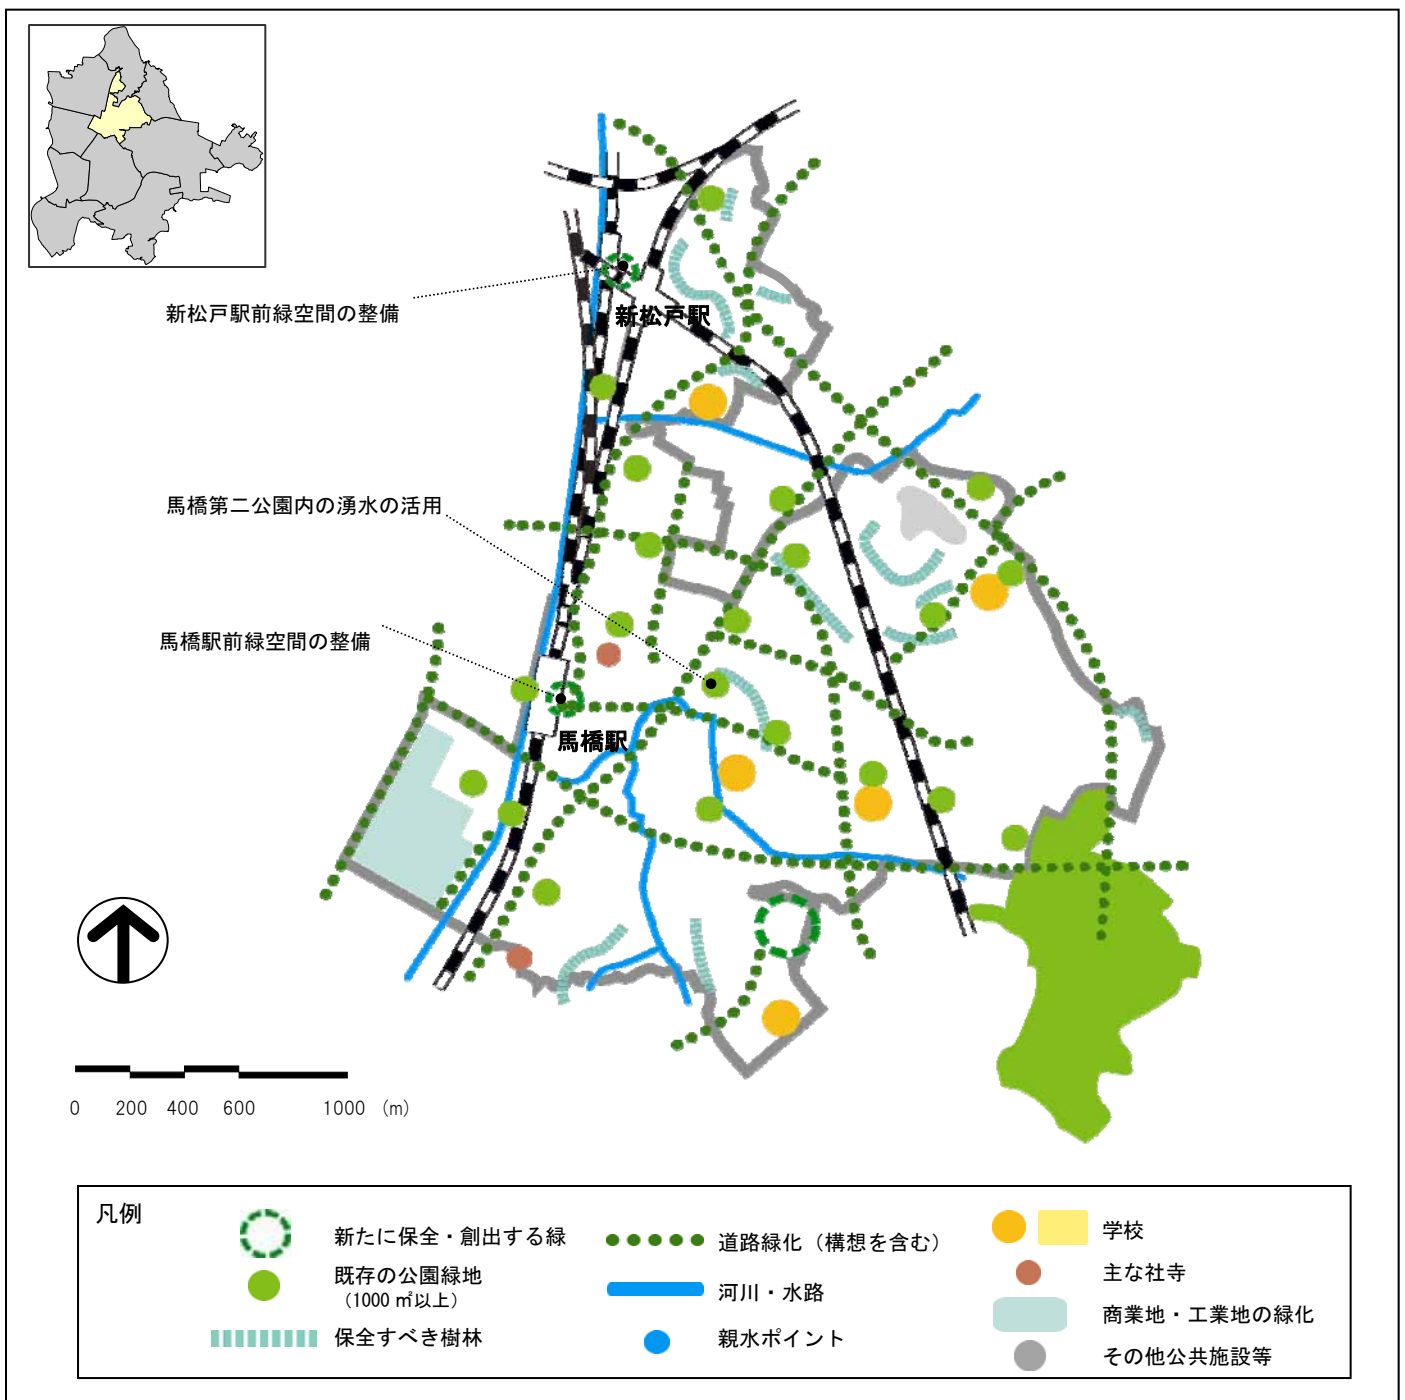 新松戸駅前緑空間の整備
新松戸駅
馬橋第二公園内の湧水の活用
馬橋駅前緑空間の整備
馬橋駅
0 200 400 600 1000 (m)
凡例
新たに保全・創出する緑
既存の公園緑地
(1000 ㎡以上)
保全すべき樹林
道路緑化(構想を含む)
河川・水路
親水ポイント
学校
主な社寺
商業地・工業地の緑化
その他公共施設等